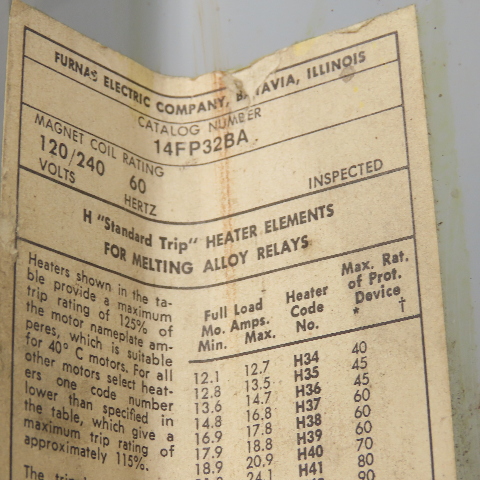 FURNAS ELECTRIC COMPANY, BATAVIA, ILLINOIS
CATALOG NUMBER
14FP32BA
MAGNET COIL RATING
120/240 60
VOLTS HERTZ
INSPECTED
H "Standard Trip" HEATER ELEMENTS
FOR MELTING ALLOY RELAYS
Heaters shown in the ta-
ble provide a maximum
trip rating of 125% of
the motor nameplate am-
peres, which is suitable
for 40° C motors. For all
other motors select heat-
ers one code number
lower than specified in
the table, which give a
maximum trip rating of
approximately 115%.
The
Full Load
Mo. Amps.
Min. Max.
Heater
Code
No.
Max. Rat.
of Prot.
Device
* †
12.1 12.7 H34 40
12.8 13.5 H35 45
13.6 14.7 H36 45
14.8 16.8 H37 60
16.9 17.8 H38 60
17.9 18.8 H39 60
18.9 20.9 H40 70
24.1 H41 80
90